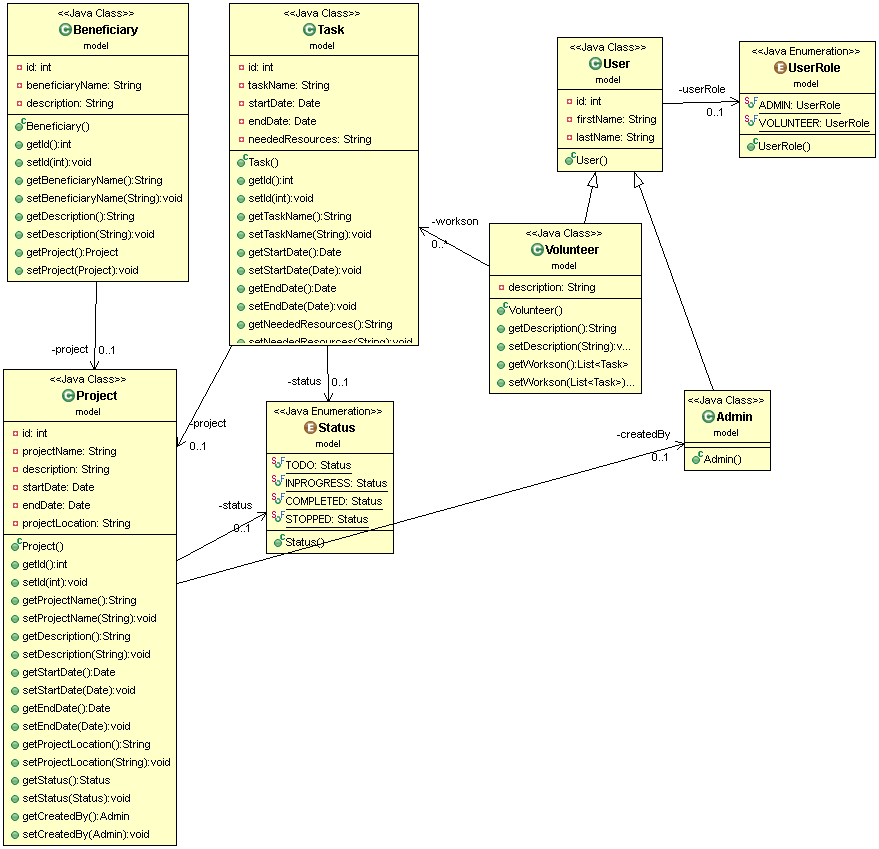 <<Java Class>>
Beneficiary
model
id: int
beneficiaryName: String
description: String
Beneficiary()
getId():int
setId(int):void
getBeneficiaryName():String
setBeneficiaryName(String):void
getDescription():String
setDescription(String):void
getProject():Project
setProject(Project):void
<<Java Class>>
Task
model
id: int
taskName: String
startDate: Date
endDate: Date
neededResources: String
Task()
getId():int
setId(int):void
getTaskName():String
setTaskName(String):void
getStartDate():Date
setStartDate(Date):void
getEndDate():Date
setEndDate(Date):void
getNeededResources():String
setNeededResources(String):void
<<Java Class>>
User
model
id: int
firstName: String
lastName: String
User()
-userRole
0..1
<<Java Enumeration>>
UserRole
model
ADMIN: UserRole
VOLUNTEER: UserRole
UserRole()
-workson
0..*
<<Java Class>>
Volunteer
model
description: String
Volunteer()
getDescription():String
setDescription(String):v...
getWorkson():List<Task>
setWorkson(List<Task>)...
-project
0..1
-project
0..1
-status
0..1
<<Java Class>>
Project
model
id: int
projectName: String
description: String
startDate: Date
endDate: Date
projectLocation: String
Project()
getId():int
setId(int):void
getProjectName():String
setProjectName(String):void
getDescription():String
setDescription(String):void
getStartDate():Date
setStartDate(Date):void
getEndDate():Date
setEndDate(Date):void
getProjectLocation():String
setProjectLocation(String):void
getStatus():Status
setStatus(Status):void
getCreatedBy():Admin
setCreatedBy(Admin):void
-status
0..1
<<Java Enumeration>>
Status
model
TODO: Status
INPROGRESS: Status
COMPLETED: Status
STOPPED: Status
Status()
-createdBy
0..1
<<Java Class>>
Admin
model
Admin()